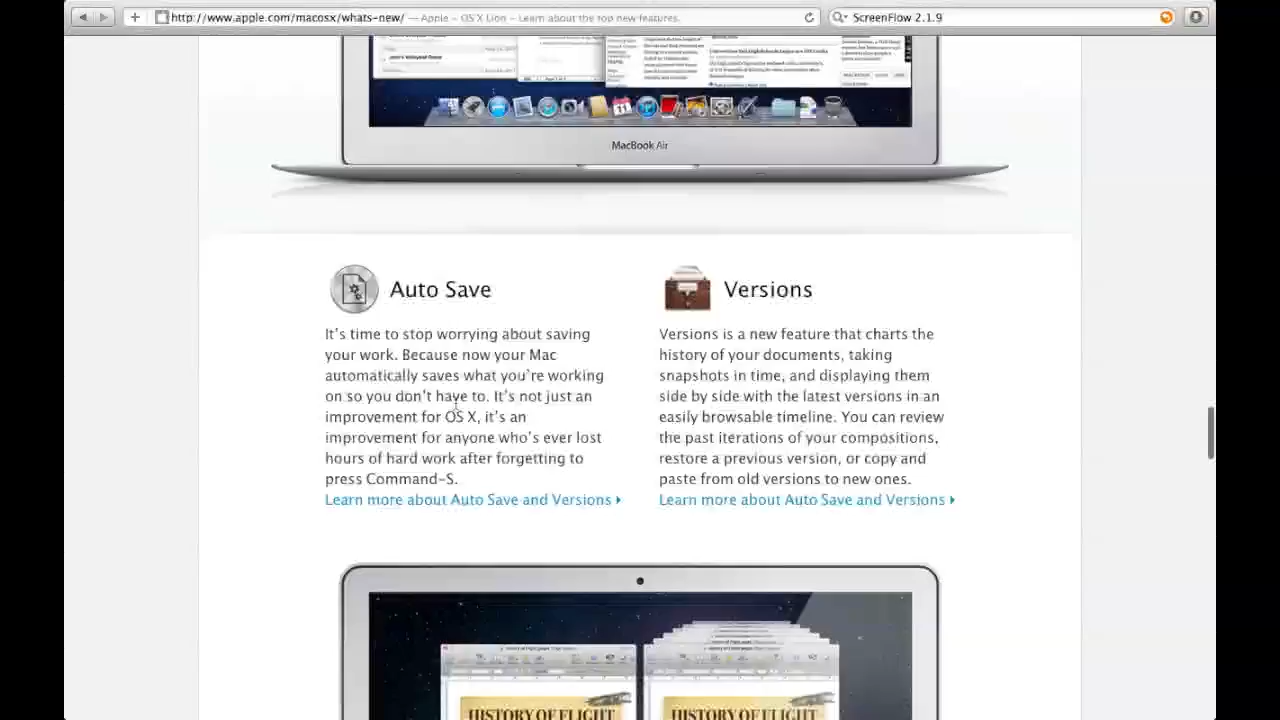 http://www.apple.com/macosx/whats-new/ — Apple – OS X Lion – Learn about the top new features.
ScreenFlow 2.1.9
MacBook Air
Auto Save
It's time to stop worrying about saving
your work. Because now your Mac
automatically saves what you're working
on so you don't have to. It's not just an
improvement for OS X, it's an
improvement for anyone who's ever lost
hours of hard work after forgetting to
press Command–S.
Learn more about Auto Save and Versions
Versions
Versions is a new feature that charts the
history of your documents, taking
snapshots in time, and displaying them
side by side with the latest versions in an
easily browsable timeline. You can review
the past iterations of your compositions,
restore a previous version, or copy and
paste from old versions to new ones.
Learn more about Auto Save and Versions
HISTORY OF FLIGHT
HISTORY OF FLIGHT